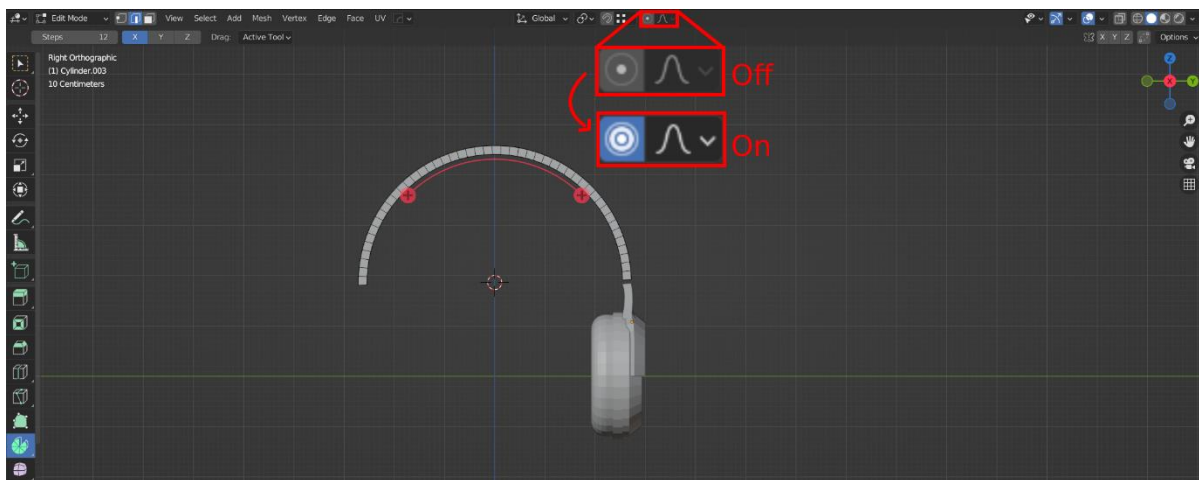 Edit Mode View Select Add Mesh Vertex Edge Face UV Global
Steps 12 X Y Z Drag: Active Tool X Y Z Options
Right Orthographic
(1) Cylinder.003
10 Centimeters
Z
X
Y
Off
On